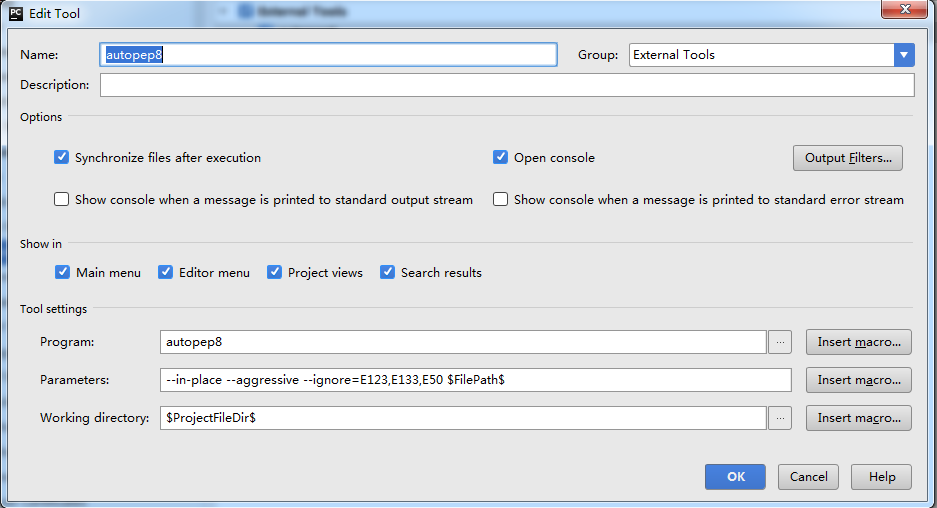 External Tools
PC Edit Tool
Name: autopep8 Group: External Tools
Description:
Options
Synchronize files after execution Open console Output Filters...
Show console when a message is printed to standard output stream Show console when a message is printed to standard error stream
Show in
Main menu Editor menu Project views Search results
Tool settings
Program: autopep8 ... Insert macro...
Parameters: --in-place --aggressive --ignore=E123,E133,E50 $FilePath$ Insert macro...
Working directory: $ProjectFileDir$ ... Insert macro...
OK Cancel Help